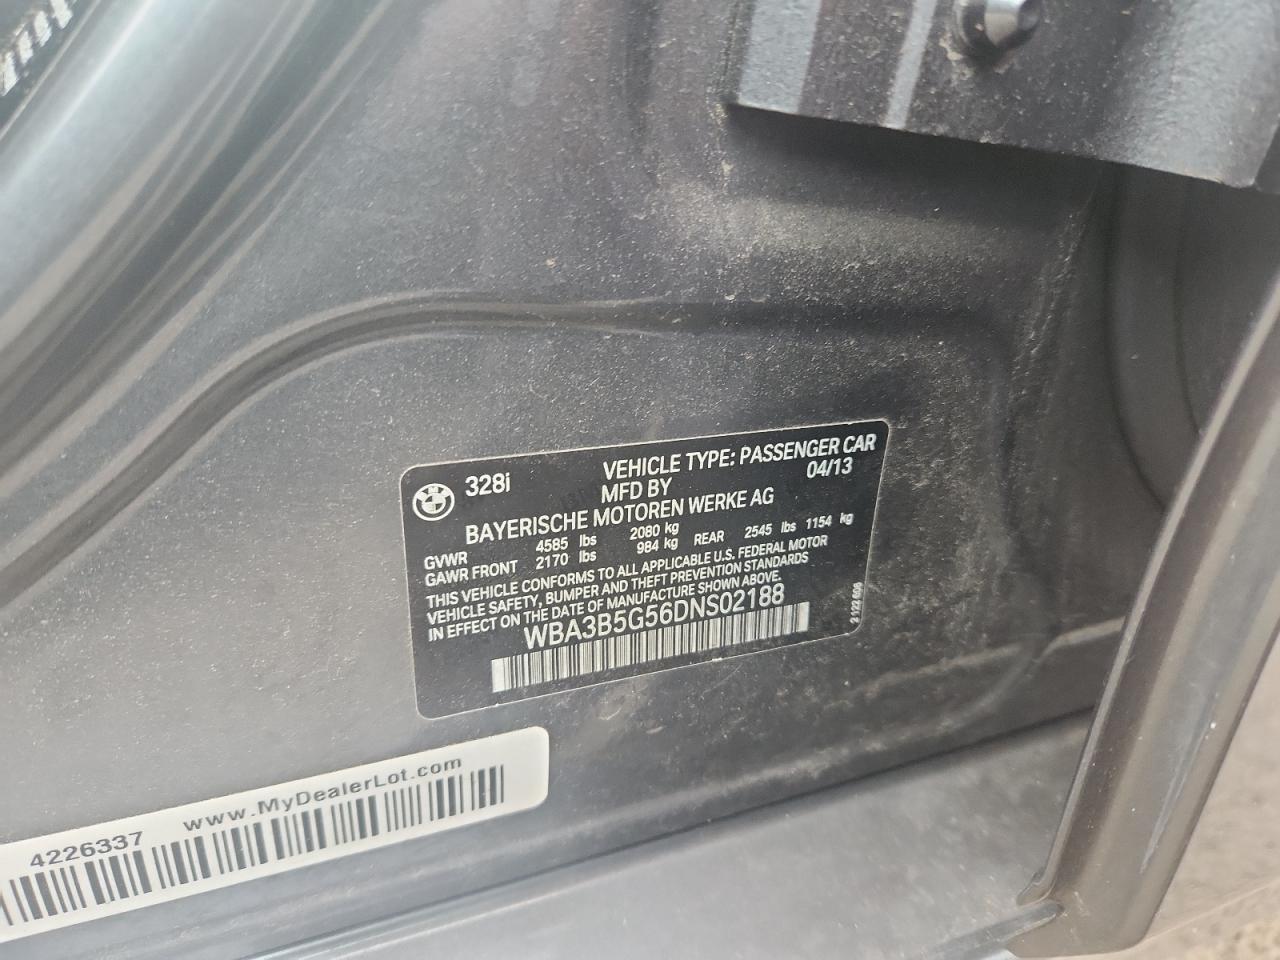 328i VEHICLE TYPE: PASSENGER CAR
MFD BY 04/13
BAYERISCHE MOTOREN WERKE AG
GVWR 4585 lbs 2080 kg
GAWR FRONT 2170 lbs 984 kg REAR 2545 lbs 1154 kg
THIS VEHICLE CONFORMS TO ALL APPLICABLE U.S. FEDERAL MOTOR
VEHICLE SAFETY, BUMPER AND THEFT PREVENTION STANDARDS
IN EFFECT ON THE DATE OF MANUFACTURE SHOWN ABOVE.
WBA3B5G56DNS02188
4226337 www.MyDealerLot.com